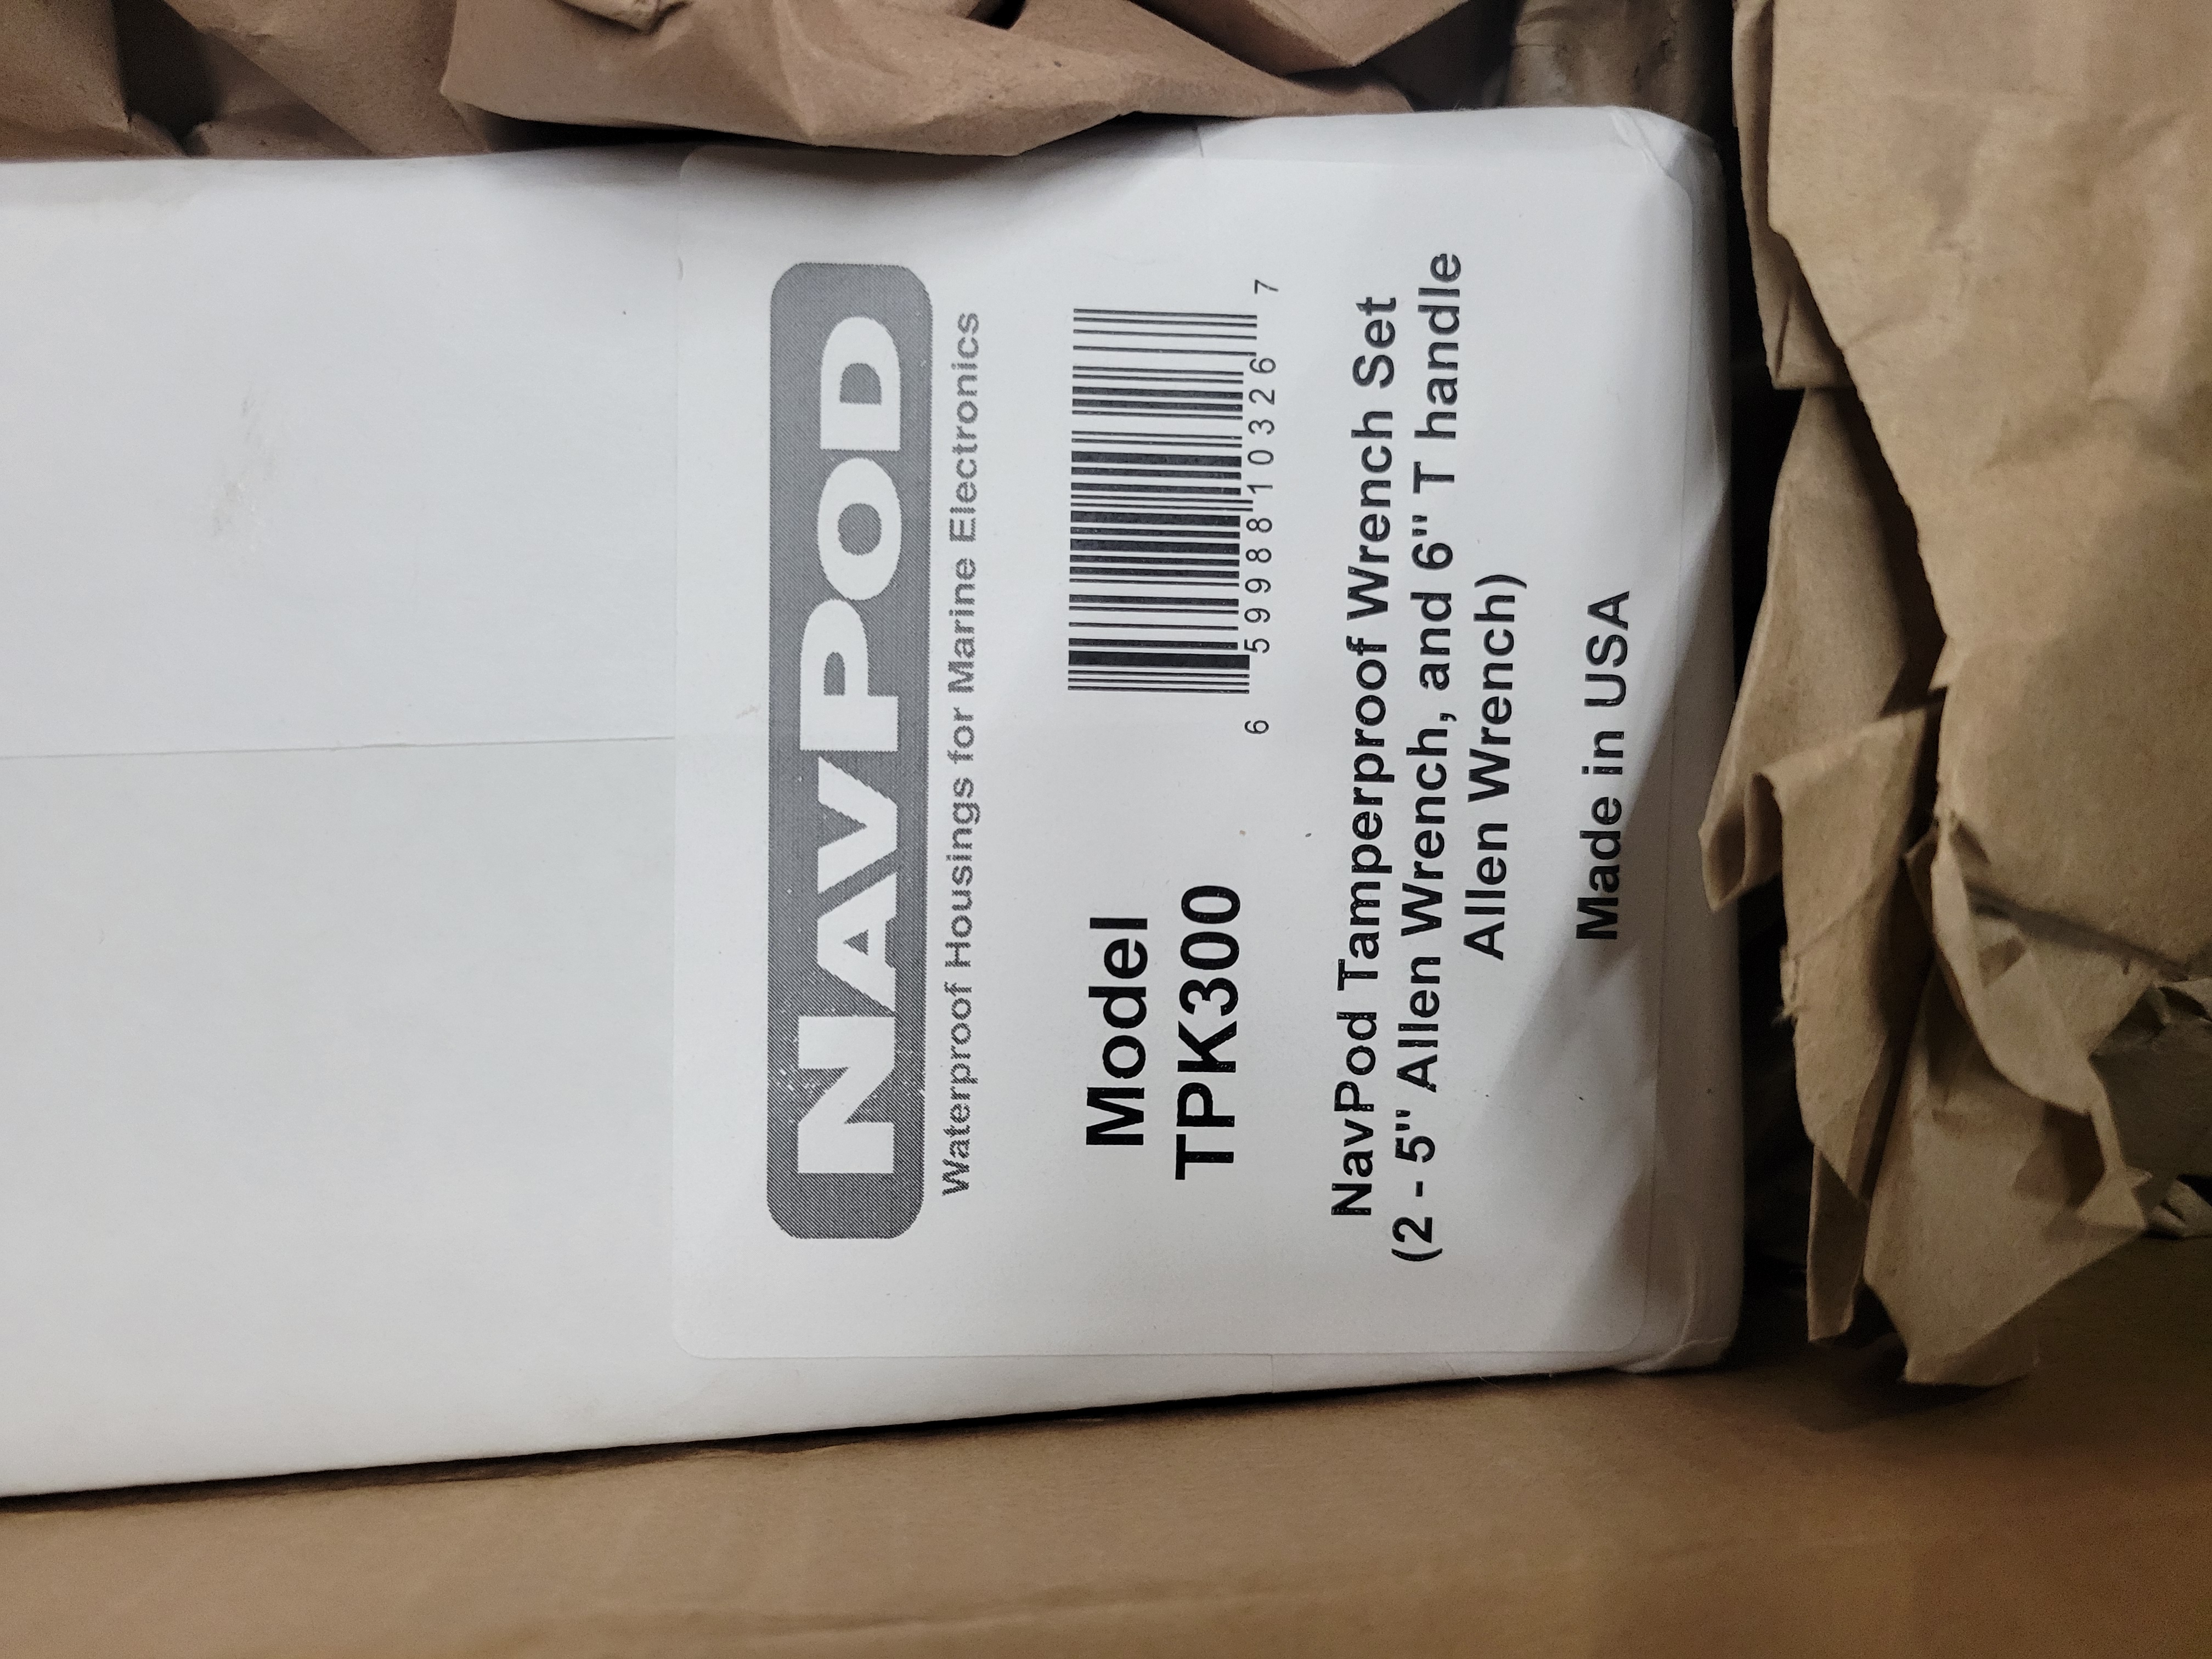 NAVPOD
Waterproof Housings for Marine Electronics
Model
TPK300
6 59988 10326 7
NavPod Tamperproof Wrench Set
(2 - 5" Allen Wrench, and 6" T handle
Allen Wrench)
Made in USA